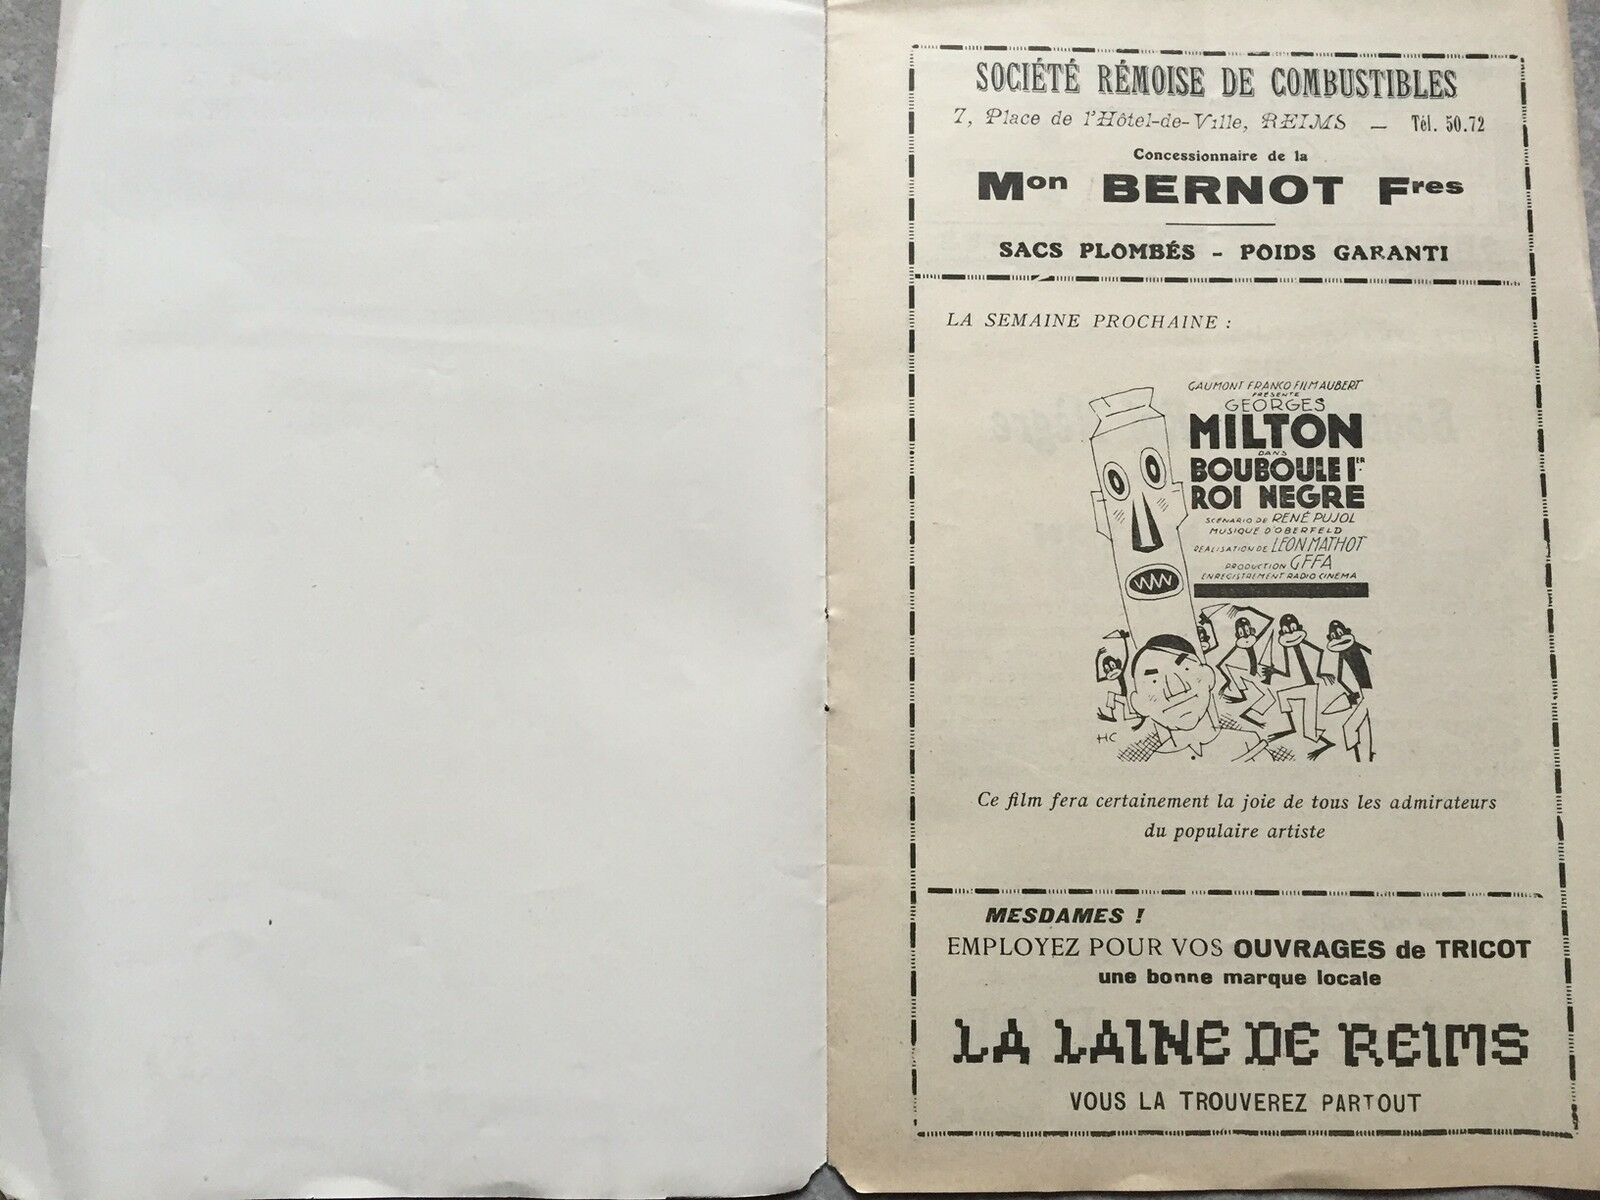 SOCIÉTÉ RÉMOISE DE COMBUSTIBLES
7, Place de l'Hôtel-de-Ville, REIMS — Tél. 50.72
Concessionnaire de la
Mon BERNOT Fres
SACS PLOMBÉS - POIDS GARANTI
LA SEMAINE PROCHAINE :
GAUMONT FRANCO FILM AUBERT
PRÉSENTE
GEORGES
MILTON
DANS
BOUBOULE IER
ROI NEGRE
SCENARIO DE RENÉ PUJOL
MUSIQUE D'OBERFELD
REALISATION DE LEON MATHOT
PRODUCTION GFFA
ENREGISTREMENT RADIO CINEMA
HC
Ce film fera certainement la joie de tous les admirateurs
du populaire artiste
MESDAMES !
EMPLOYEZ POUR VOS OUVRAGES de TRICOT
une bonne marque locale
LA LAINE DE REIMS
VOUS LA TROUVEREZ PARTOUT